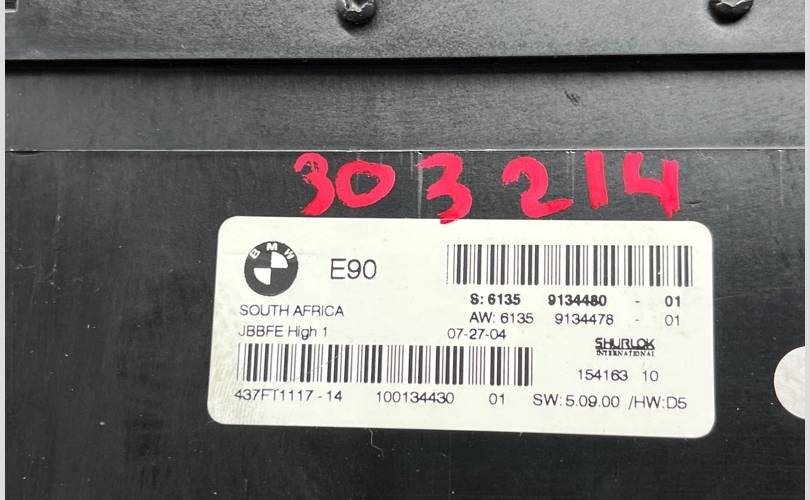 303214
BMW
E90
S: 6135 9134480 - 01
SOUTH AFRICA
AW: 6135 9134478 - 01
JBBFE High 1 07-27-04
SHURLOK
INTERNATIONAL
154163 10
437FT1117-14 100134430 01 SW: 5.09.00 /HW:D5